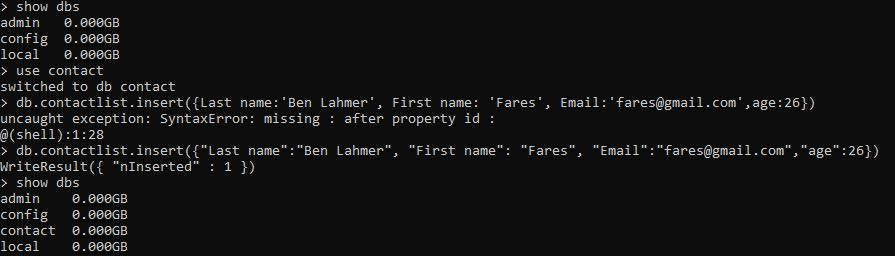 > show dbs
admin   0.000GB
config  0.000GB
local   0.000GB
> use contact
switched to db contact
> db.contactlist.insert({Last name:'Ben Lahmer', First name: 'Fares', Email:'fares@gmail.com',age:26})
uncaught exception: SyntaxError: missing : after property id :
@(shell):1:28
> db.contactlist.insert({"Last name":"Ben Lahmer", "First name": "Fares", "Email":"fares@gmail.com","age":26})
WriteResult({ "nInserted" : 1 })
> show dbs
admin    0.000GB
config   0.000GB
contact  0.000GB
local    0.000GB